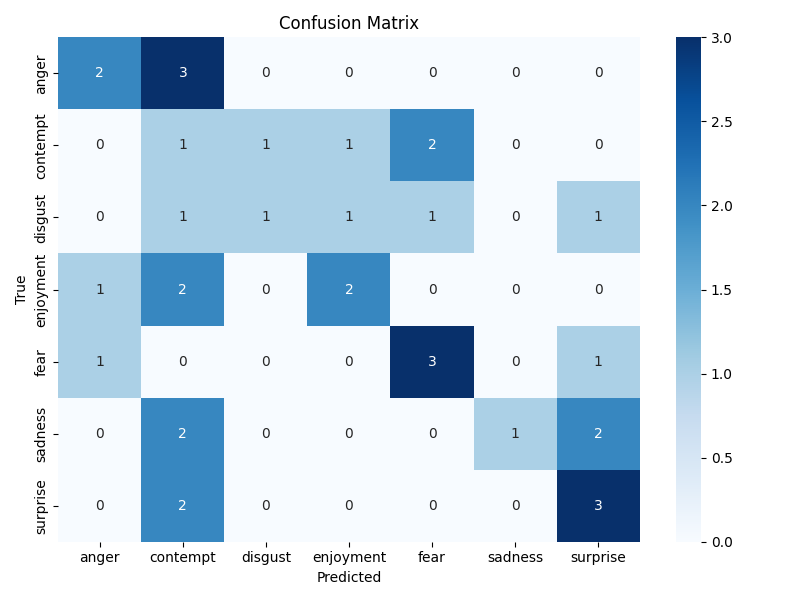 Confusion Matrix
True
anger 2 3 0 0 0 0 0
contempt 0 1 1 1 2 0 0
disgust 0 1 1 1 1 0 1
enjoyment 1 2 0 2 0 0 0
fear 1 0 0 0 3 0 1
sadness 0 2 0 0 0 1 2
surprise 0 2 0 0 0 0 3
anger contempt disgust enjoyment fear sadness surprise
Predicted
3.0
2.5
2.0
1.5
1.0
0.5
0.0